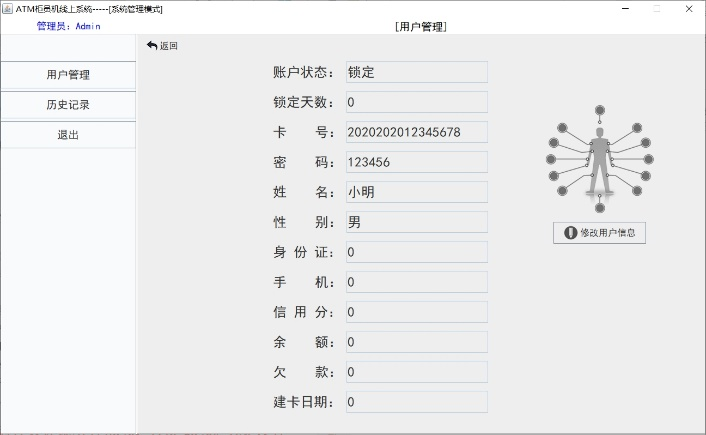 ATM柜员机线上系统-----[系统管理模式]
管理员：Admin
[用户管理]
返回
用户管理
历史记录
退出
账户状态：锁定
锁定天数：0
卡 号：2020202012345678
密 码：123456
姓 名：小明
性 别：男
身 份 证：0
手 机：0
信 用 分：0
余 额：0
欠 款：0
建卡日期：0
修改用户信息